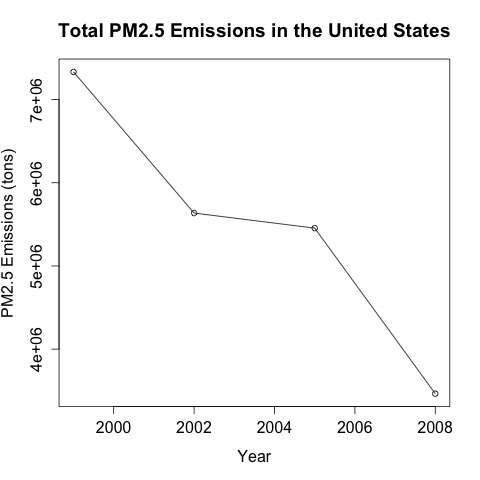 Total PM2.5 Emissions in the United States
PM2.5 Emissions (tons)
7e+06
6e+06
5e+06
4e+06
2000 2002 2004 2006 2008
Year